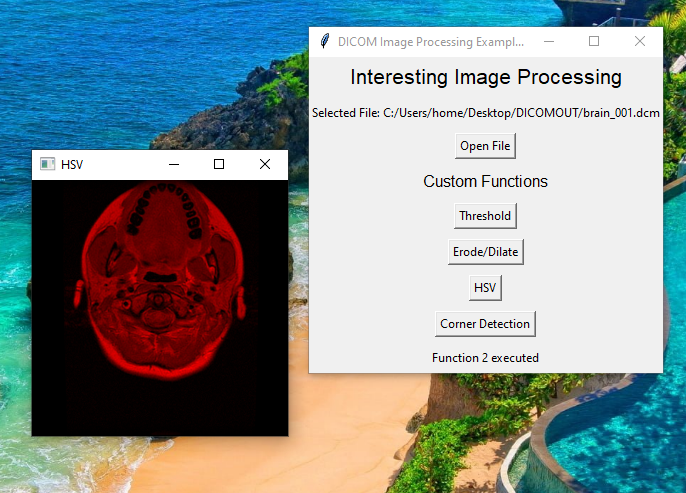 DICOM Image Processing Exampl...
Interesting Image Processing
Selected File: C:/Users/home/Desktop/DICOMOUT/brain_001.dcm
Open File
Custom Functions
Threshold
Erode/Dilate
HSV
Corner Detection
Function 2 executed
HSV